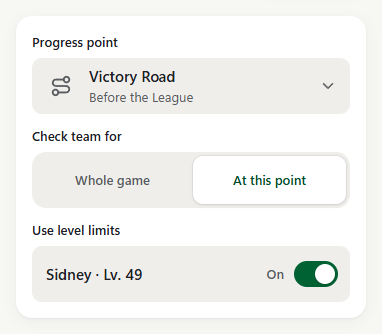 Progress point
Victory Road
Before the League
Check team for
Whole game
At this point
Use level limits
Sidney · Lv. 49
On